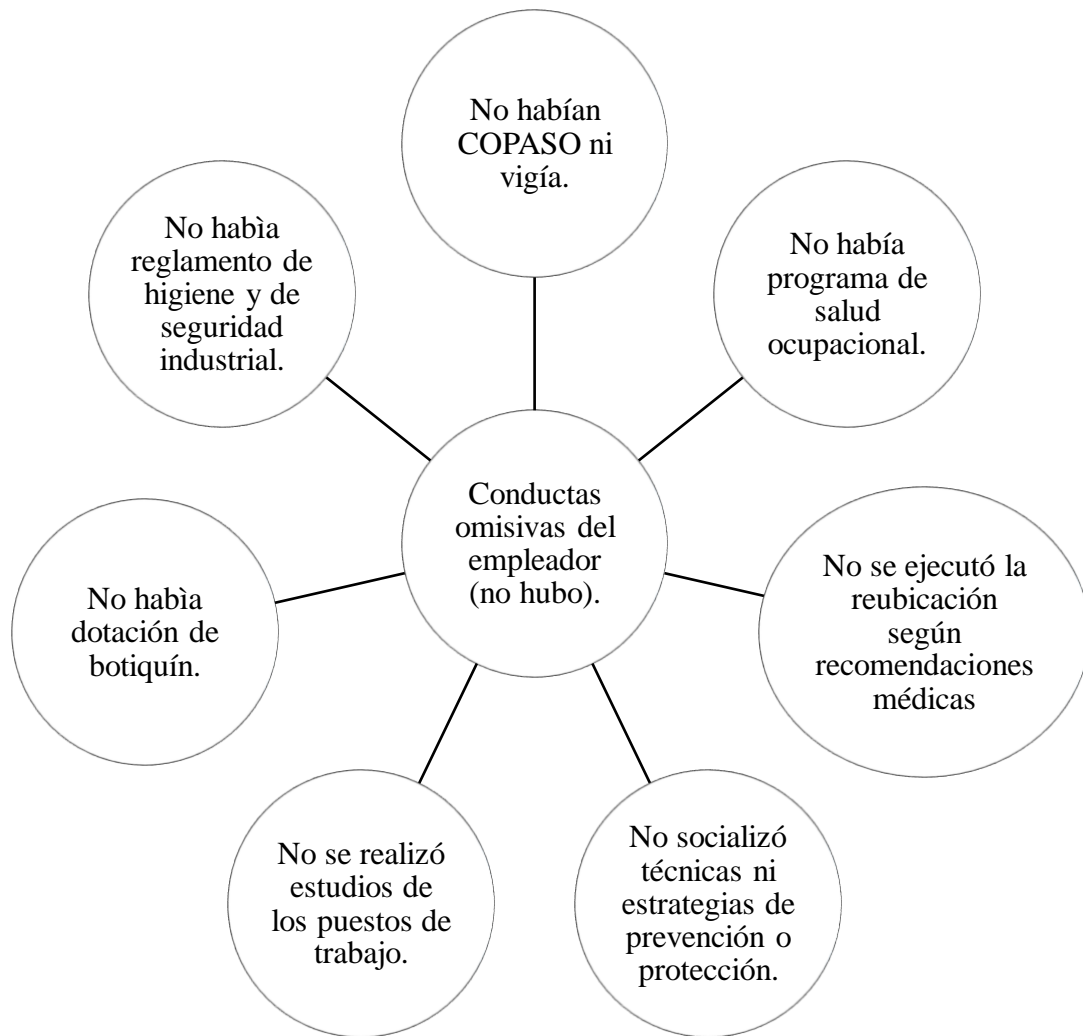 No habían
COPASO ni
vigía.
No había
programa de
salud
ocupacional.
No se ejecutó la
reubicación
según
recomendaciones
médicas
No socializó
técnicas ni
estrategias de
prevención o
protección.
No se realizó
estudios de
los puestos de
trabajo.
No habìa
dotación de
botiquín.
No habìa
reglamento de
higiene y de
seguridad
industrial.
Conductas
omisivas del
empleador
(no hubo).